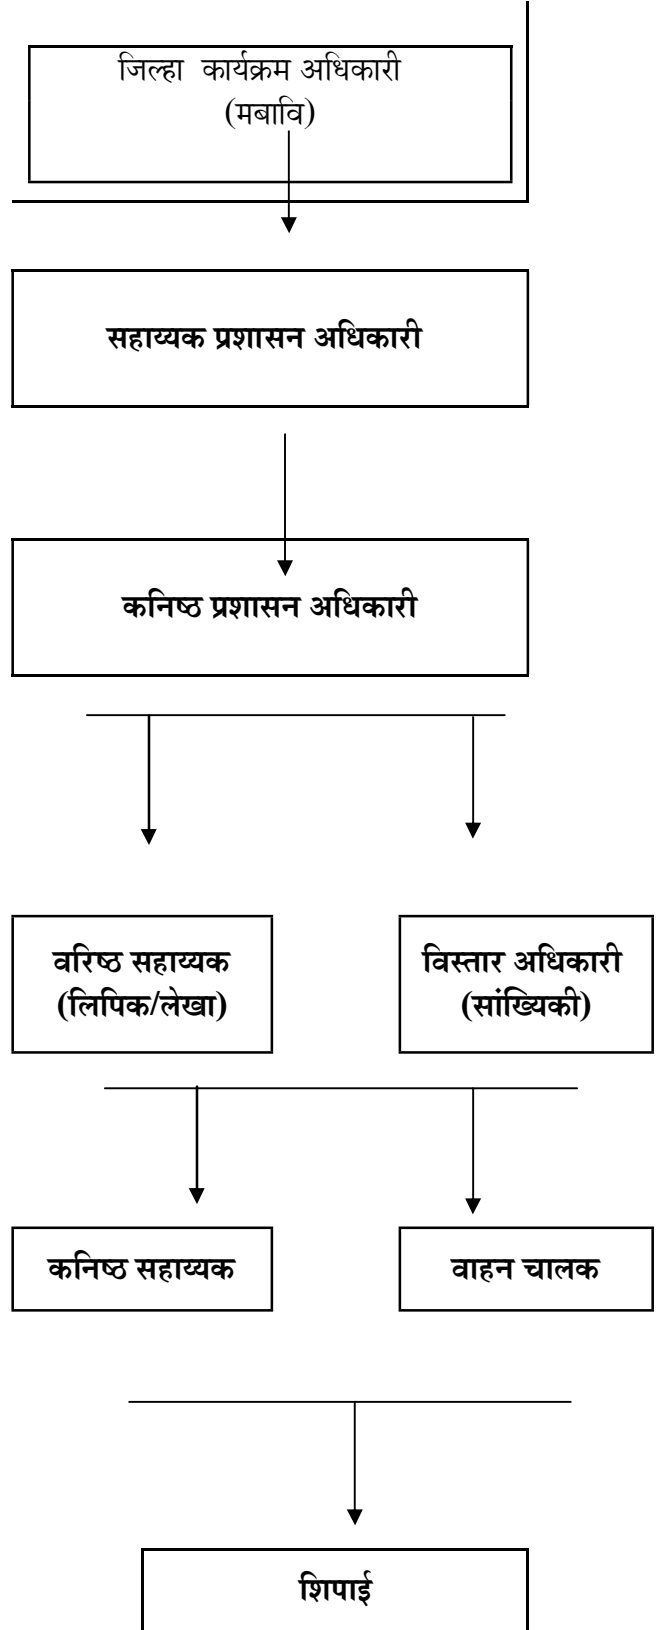 जिल्हा कार्यक्रम अधिकारी
(मबावि)
सहाय्यक प्रशासन अधिकारी
कनिष्ठ प्रशासन अधिकारी
वरिष्ठ सहाय्यक
(लिपिक/लेखा)
विस्तार अधिकारी
(सांख्यिकी)
कनिष्ठ सहाय्यक
वाहन चालक
शिपाई